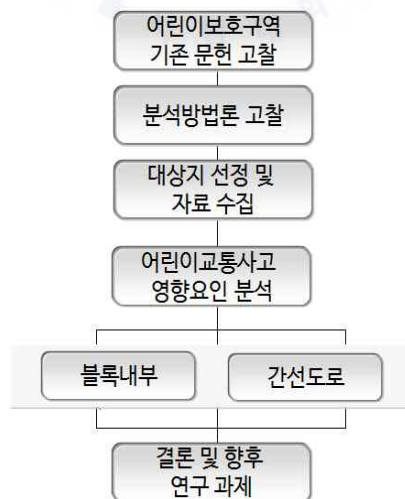 어린이보호구역
기존 문헌 고찰
분석방법론 고찰
대상지 선정 및
자료 수집
어린이교통사고
영향요인 분석
블록내부
간선도로
결론 및 향후
연구 과제